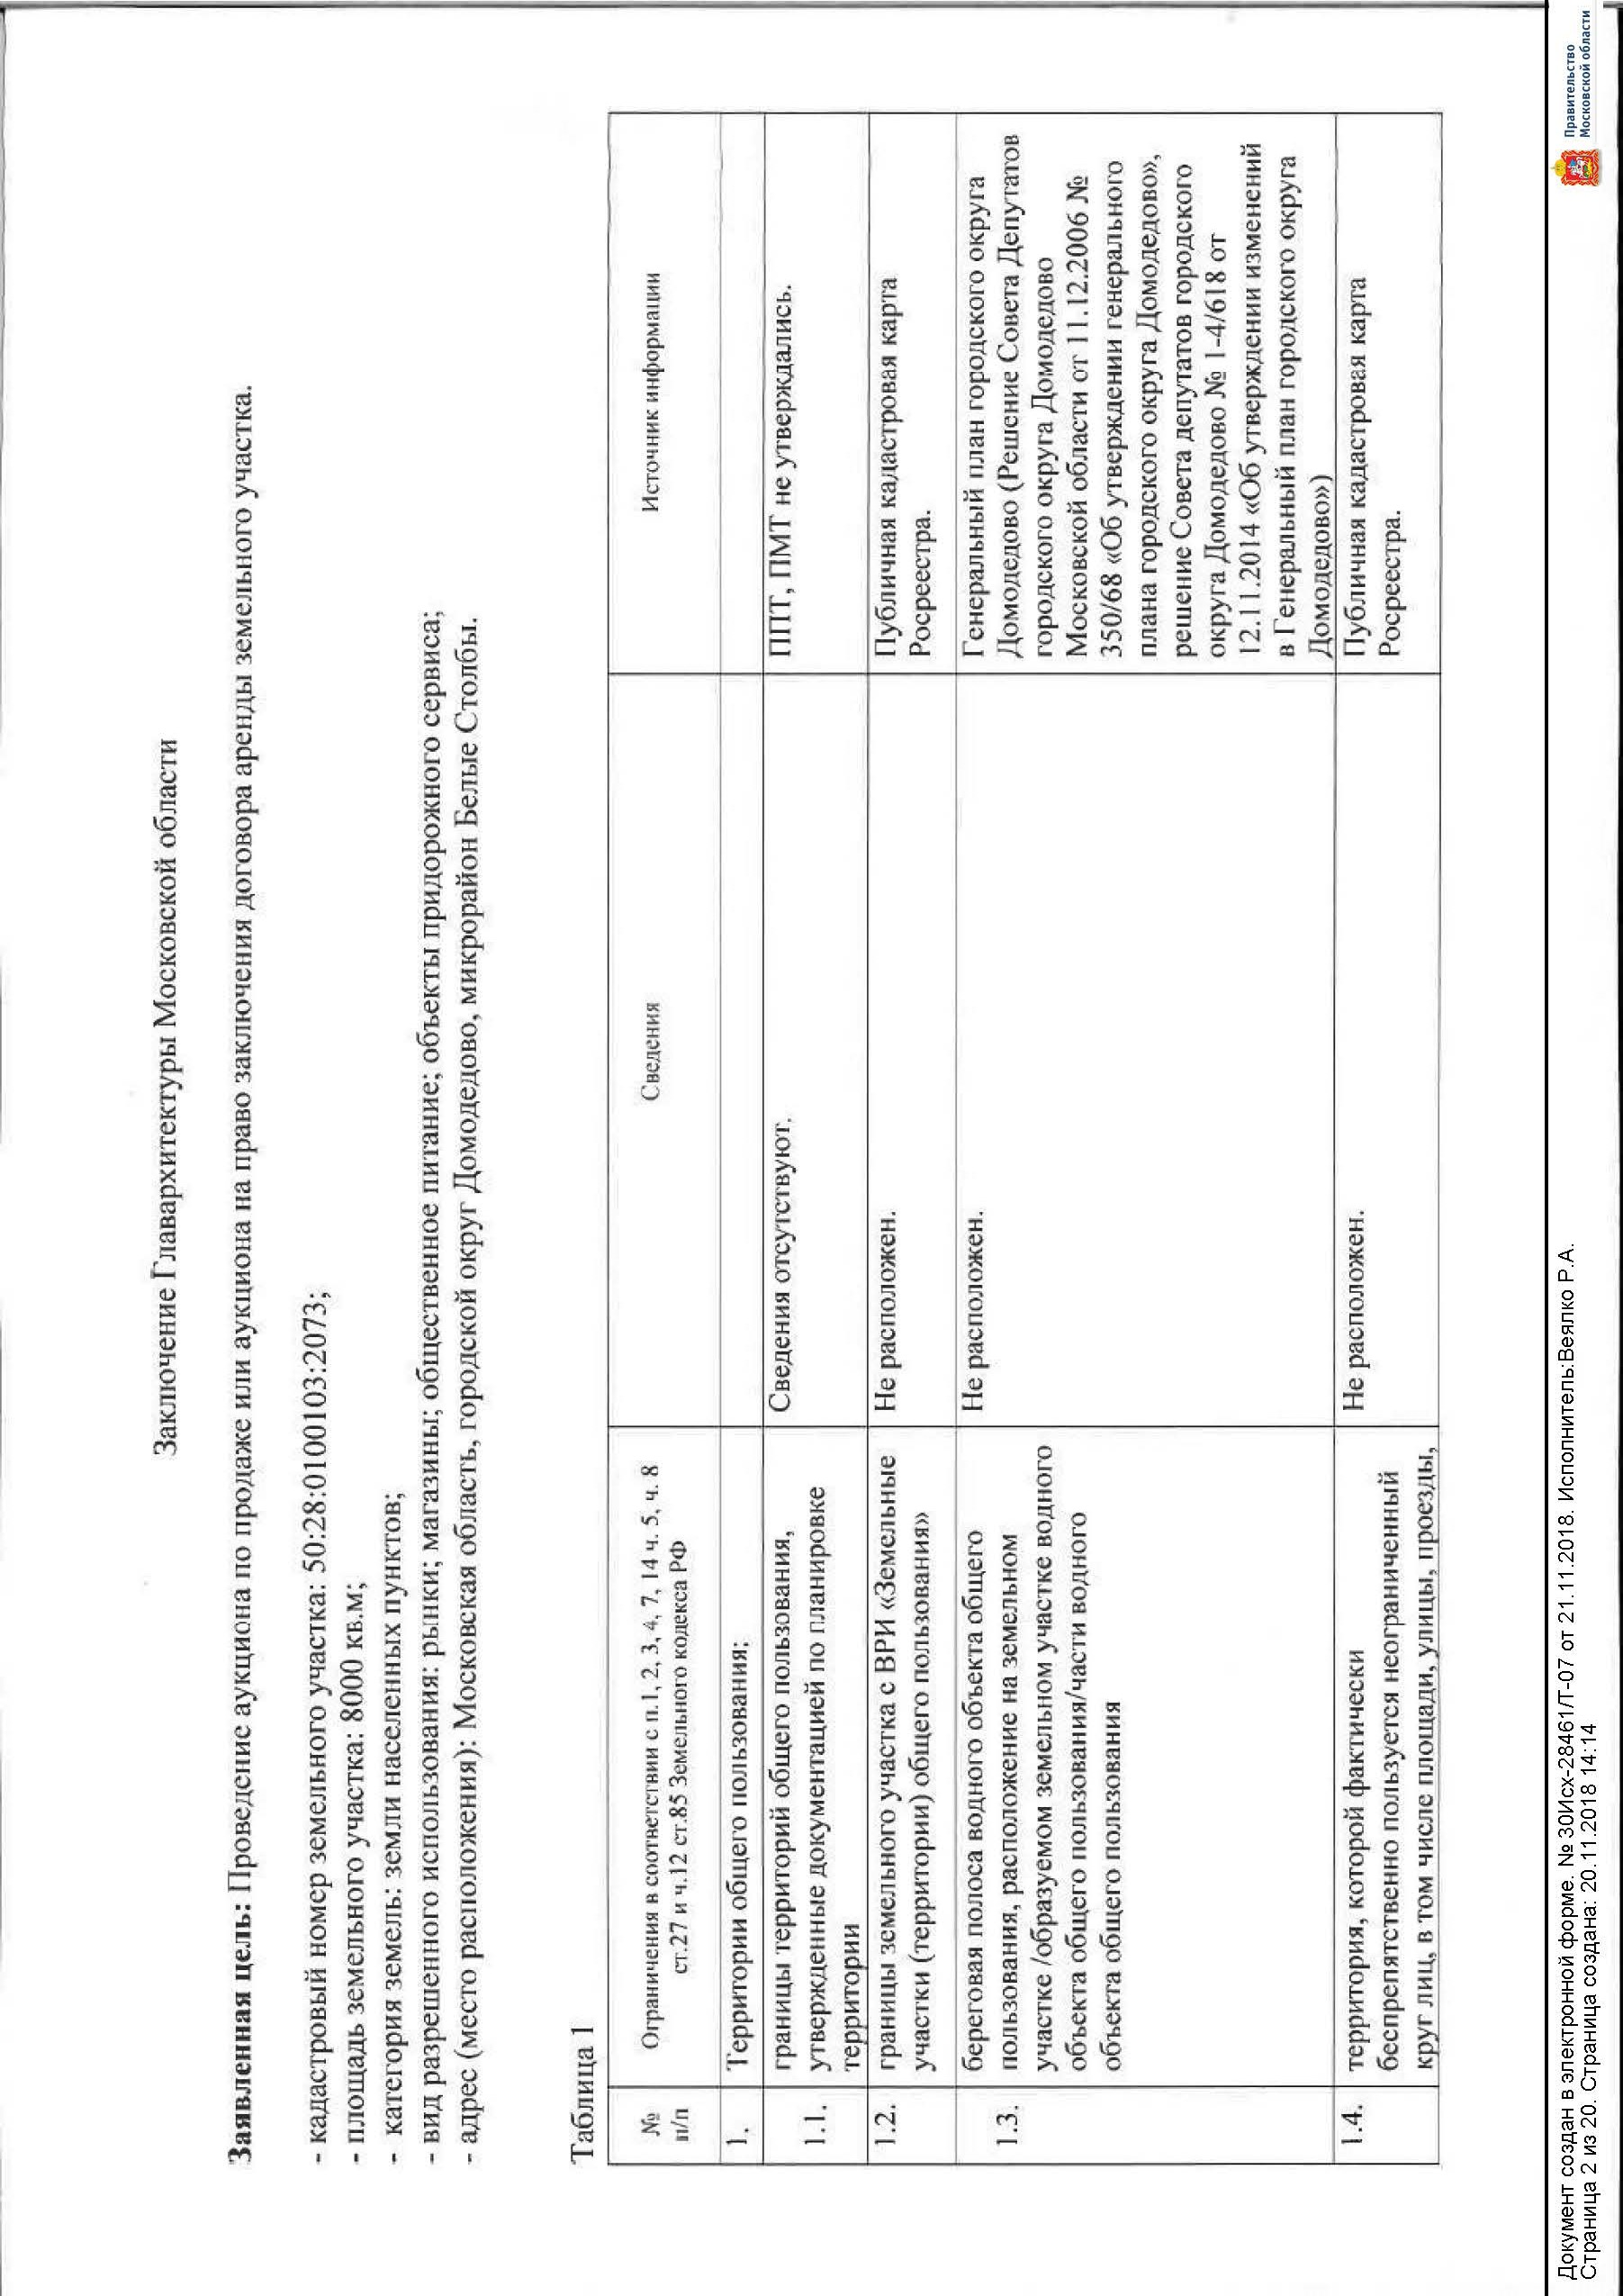 Заключение Главархитектуры Московской области
Заявленная цель: Проведение аукциона по продаже или аукциона на право заключения договора аренды земельного участка.
- кадастровый номер земельного участка: 50:28:0100103:2073;
- площадь земельного участка: 8000 кв.м;
- категория земель: земли населенных пунктов;
- вид разрешенного использования: рынки; магазины; общественное питание; объекты придорожного сервиса;
- адрес (место расположения): Московская область, городской округ Домодедово, микрорайон Белые Столбы.
Таблица 1
№
п/п
Ограничения в соответствии с п.1, 2, 3, 4, 7, 14 ч. 5, ч. 8
ст.27 и ч.12 ст.85 Земельного кодекса РФ
Сведения
Источник информации
1.
Территории общего пользования:
1.1.
границы территорий общего пользования,
утвержденные документацией по планировке
территории
Сведения отсутствуют.
ППТ, ПМТ не утверждались.
1.2.
границы земельного участка с ВРИ «Земельные
участки (территории) общего пользования»
Не расположен.
Публичная кадастровая карта
Росреестра.
1.3.
береговая полоса водного объекта общего
пользования, расположение на земельном
участке /образуемом земельном участке водного
объекта общего пользования/части водного
объекта общего пользования
Не расположен.
Генеральный план городского округа
Домодедово (Решение Совета Депутатов
городского округа Домодедово
Московской области от 11.12.2006 №
350/68 «Об утверждении генерального
плана городского округа Домодедово»,
решение Совета депутатов городского
округа Домодедово № 1-4/618 от
12.11.2014 «Об утверждении изменений
в Генеральный план городского округа
Домодедово»)
1.4.
территория, которой фактически
беспрепятственно пользуется неограниченный
круг лиц, в том числе площади, улицы, проезды,
Не расположен.
Публичная кадастровая карта
Росреестра.
Документ создан в электронной форме. № 30Исх-28461/Т-07 от 21.11.2018. Исполнитель:Веялко Р.А.
Страница 2 из 20. Страница создана: 20.11.2018 14:14
Правительство
Московской области